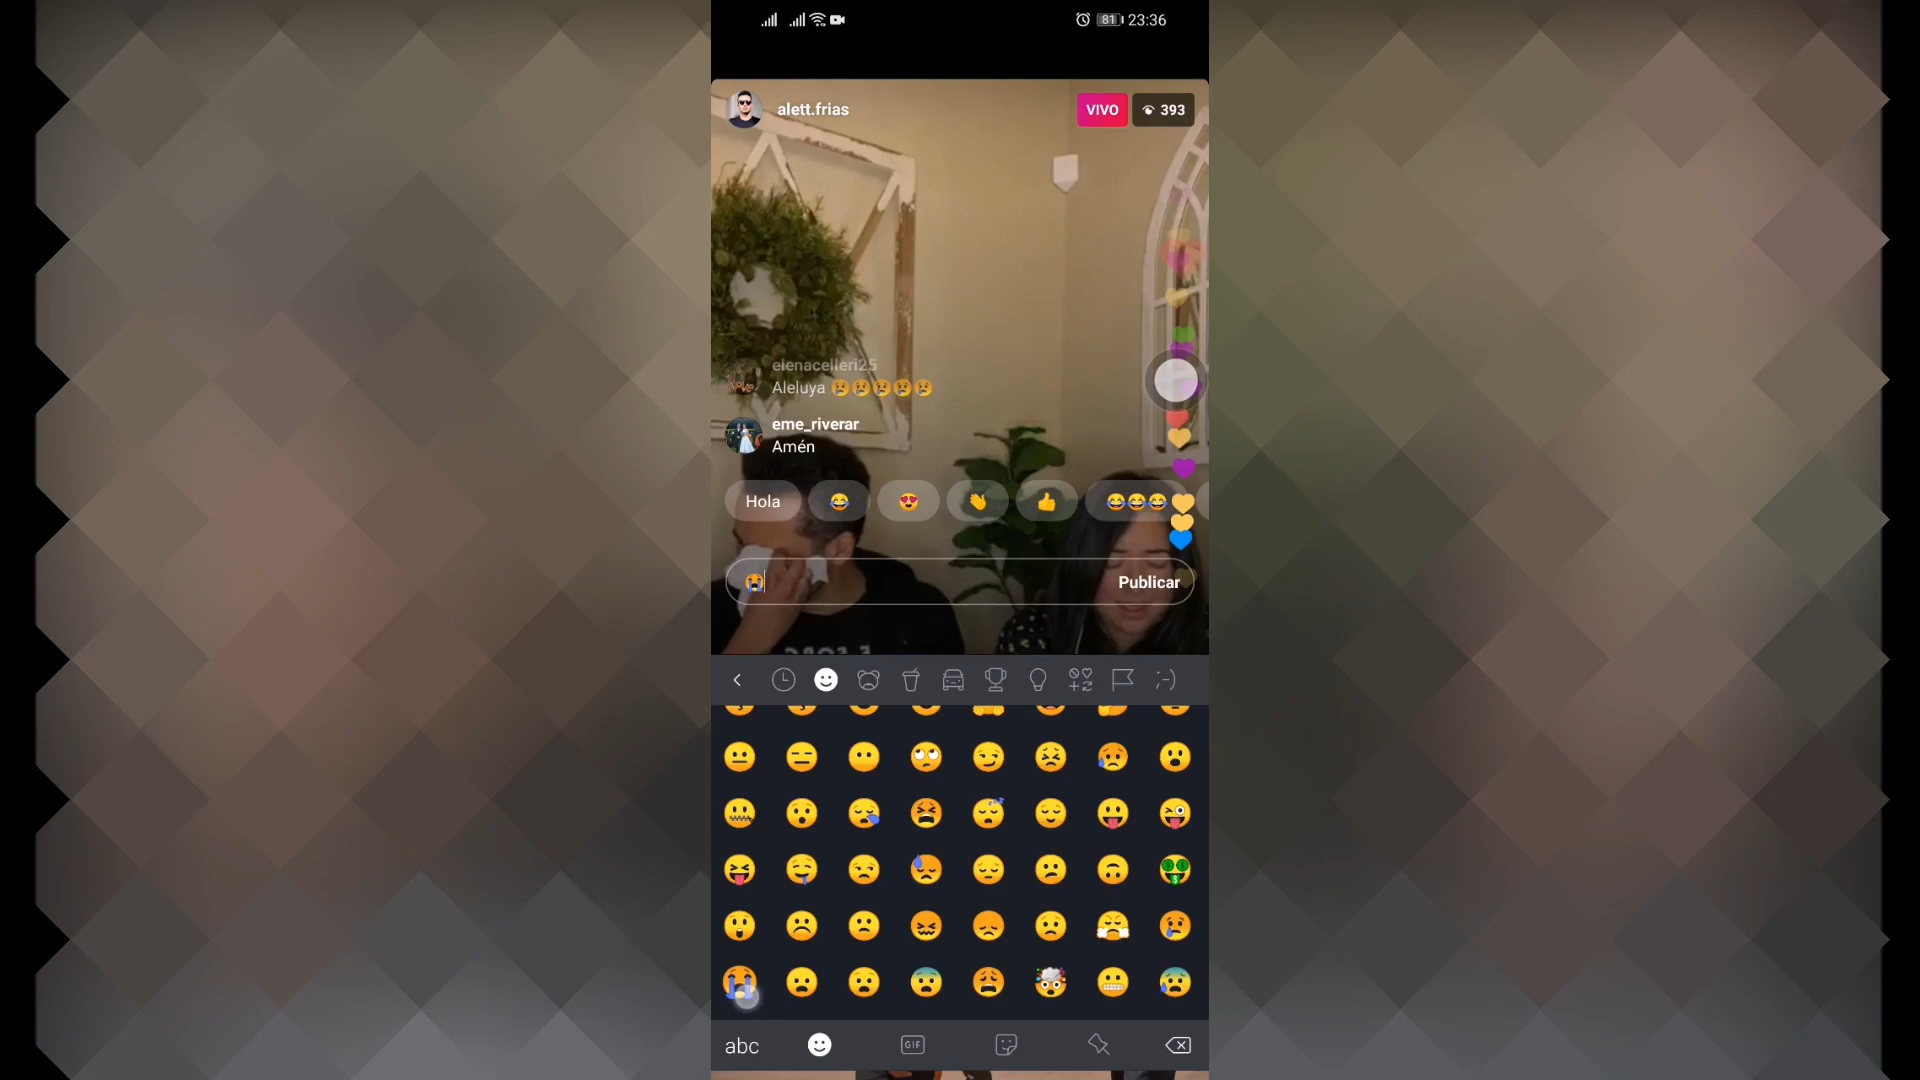 81 23:36
alett.frias
VIVO 393
elenacelleri25
Aleluya 😢😢😢😢😢
eme_riverar
Amén
Hola 😂 😍 👋 👍 😂😂😂
😭 Publicar
abc
GIF